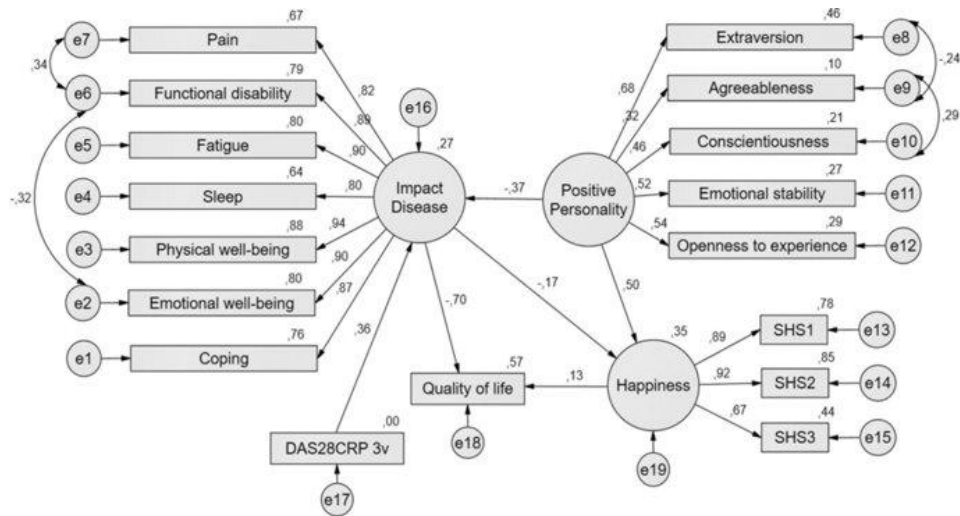 ,67
e7
Pain
,34
,79
e6
Functional disability
,80
e5
Fatigue
,64
e4
Sleep
-,32
,88
e3
Physical well-being
,80
e2
Emotional well-being
,76
e1
Coping
,82
,89
,90
,80
,94
,90
,87
e16
,27
Impact
Disease
-,37
Positive
Personality
,46
Extraversion
e8
-,24
,10
Agreeableness
e9
,29
,21
Conscientiousness
e10
,27
Emotional stability
e11
,29
Openness to experience
e12
,68
,32
,46
,52
,54
,36
-,70
-,17
,50
,57
Quality of life
,13
e18
,35
Happiness
e19
,00
DAS28CRP 3v
e17
,89
,92
,67
,78
SHS1
e13
,85
SHS2
e14
,44
SHS3
e15